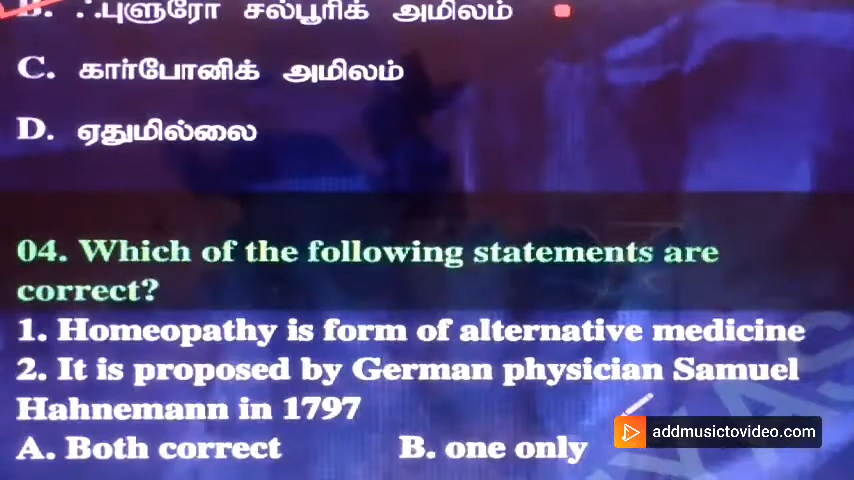 B. ஃபுளுரோ சல்பூரிக் அமிலம்
C. கார்போனிக் அமிலம்
D. ஏதுமில்லை
04. Which of the following statements are
correct?
1. Homeopathy is form of alternative medicine
2. It is proposed by German physician Samuel
Hahnemann in 1797
A. Both correct B. one only
addmusictovideo.com